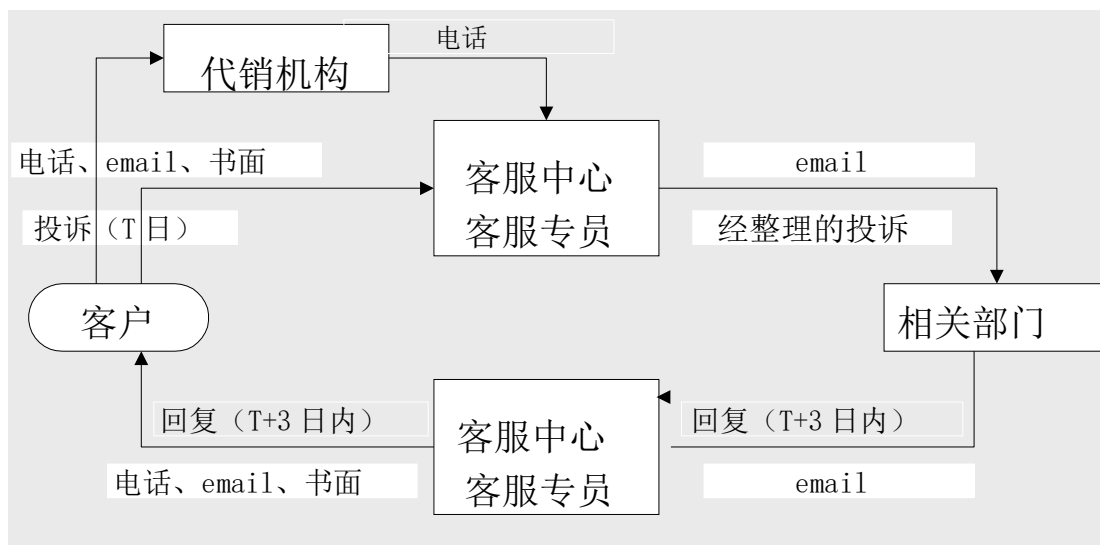 电话
代销机构
电话、email、书面
客服中心
客服专员
email
投诉（T日）
经整理的投诉
客户
相关部门
回复（T+3 日内）
客服中心
客服专员
回复（T+3 日内）
电话、email、书面
email